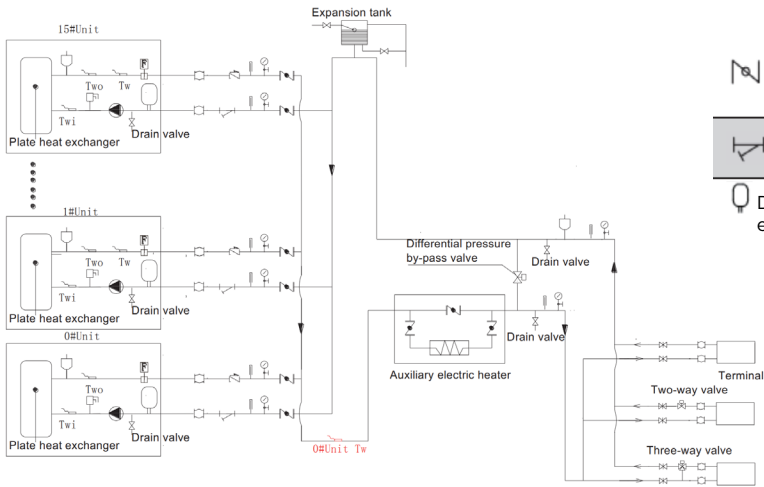 Expansion tank
15#Unit
F
Two
Tw
Twi
Drain valve
Plate heat exchanger
1#Unit
F
Two
Tw
Twi
Drain valve
Plate heat exchanger
0#Unit
F
Two
Twi
Drain valve
Plate heat exchanger
0#Unit Tw
Differential pressure
by-pass valve
Drain valve
Drain valve
Auxiliary electric heater
Terminal
Two-way valve
Three-way valve